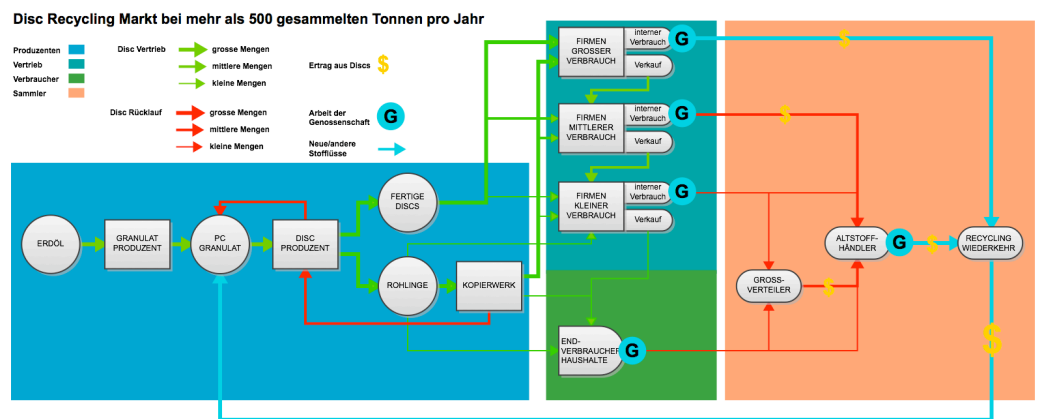 Disc Recycling Markt bei mehr als 500 gesammelten Tonnen pro Jahr
Produzenten
Vertrieb
Verbraucher
Sammler
Disc Vertrieb
grosse Mengen
mittlere Mengen
kleine Mengen
Ertrag aus Discs
$
Disc Rücklauf
grosse Mengen
mittlere Mengen
kleine Mengen
Arbeit der
Genossenschaft
G
Neue/andere
Stofflüsse
FIRMEN
GROSSER
VERBRAUCH
interner
Verbrauch
Verkauf
G
$
FIRMEN
MITTLERER
VERBRAUCH
interner
Verbrauch
Verkauf
G
$
FIRMEN
KLEINER
VERBRAUCH
interner
Verbrauch
Verkauf
G
ERDÖL
GRANULAT
PRODUZENT
PC
GRANULAT
DISC
PRODUZENT
FERTIGE
DISCS
ROHLINGE
KOPIERWERK
END-
VERBRAUCHER
HAUSHALTE
G
GROSS-
VERTEILER
$
ALTSTOFF-
HÄNDLER
G
$
RECYCLING
WIEDERKEHR
$